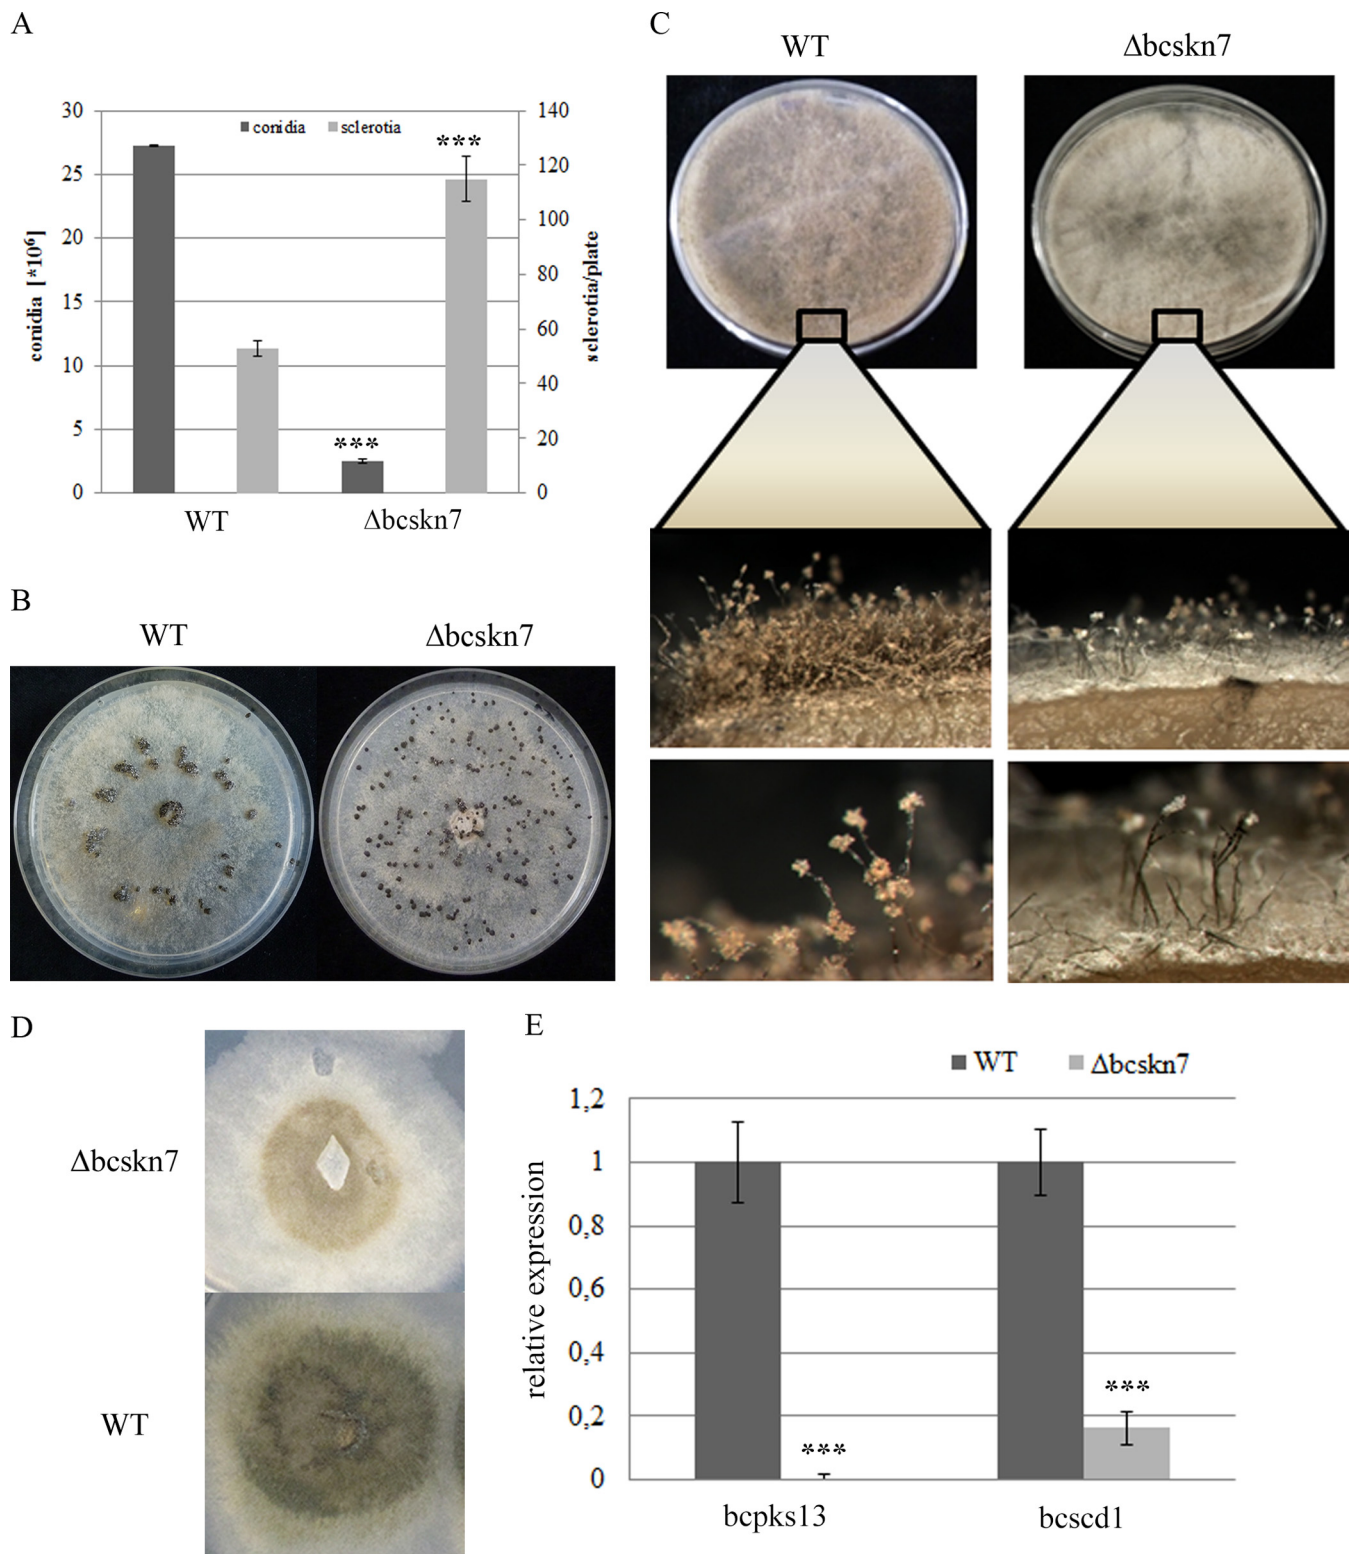 A
30
25
20
15
10
5
0
conidia [*10⁶]
conidia
sclerotia
140
120
100
80
60
40
20
0
sclerotia/plate
***
***
WT
Δbcskn7
B
WT
Δbcskn7
C
WT
Δbcskn7
D
Δbcskn7
WT
E
WT
Δbcskn7
1,2
1
0,8
0,6
0,4
0,2
0
relative expression
***
***
bcpks13
bcscd1